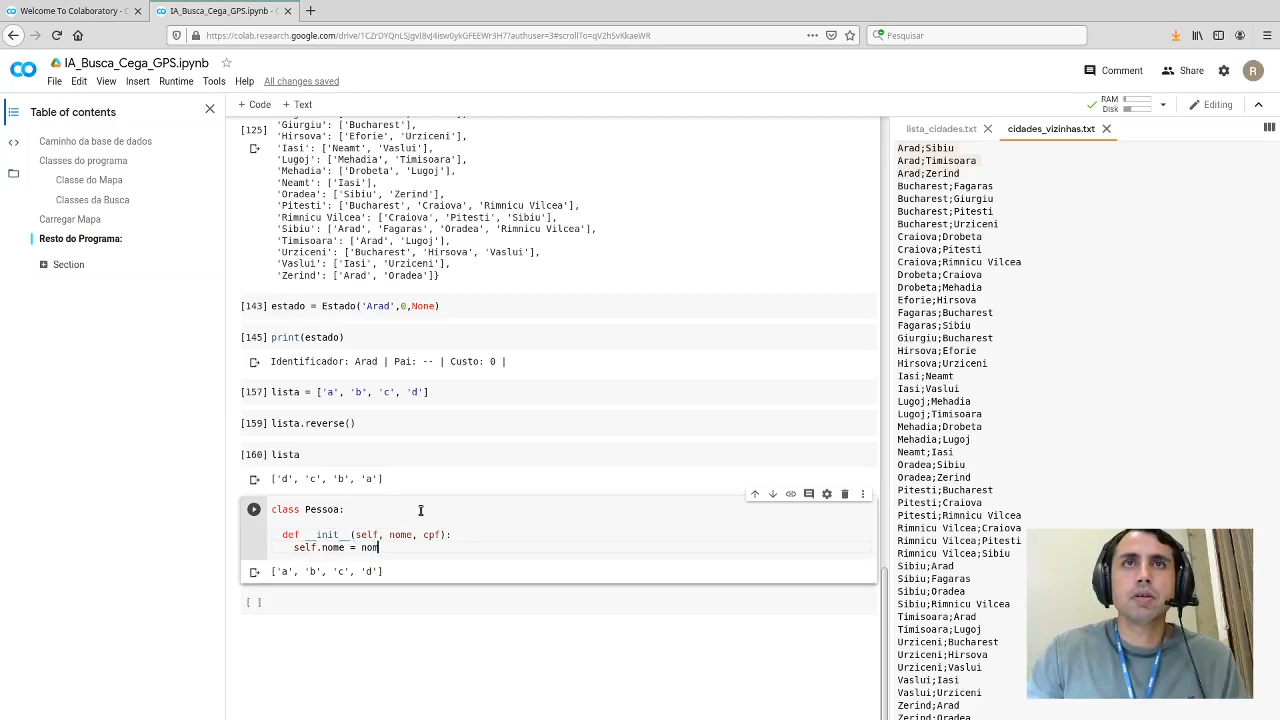 Welcome To Colaboratory - C
IA_Busca_Cega_GPS.ipynb - C
https://colab.research.google.com/drive/1CZrDYQnLSJgvI8vJ4isw0ykGFEEWr3H7?authuser=3#scrollTo=qV2hSvKkaeWR
Pesquisar
IA_Busca_Cega_GPS.ipynb
File Edit View Insert Runtime Tools Help All changes saved
Comment
Share
R
Table of contents
+ Code + Text
RAM
Disk
Editing
Caminho da base de dados
Classes do programa
Classe do Mapa
Classes da Busca
Carregar Mapa
Resto do Programa:
Section
[125]
'Giurgiu': ['Bucharest'],
'Hirsova': ['Eforie', 'Urziceni'],
'Iasi': ['Neamt', 'Vaslui'],
'Lugoj': ['Mehadia', 'Timisoara'],
'Mehadia': ['Drobeta', 'Lugoj'],
'Neamt': ['Iasi'],
'Oradea': ['Sibiu', 'Zerind'],
'Pitesti': ['Bucharest', 'Craiova', 'Rimnicu Vilcea'],
'Rimnicu Vilcea': ['Craiova', 'Pitesti', 'Sibiu'],
'Sibiu': ['Arad', 'Fagaras', 'Oradea', 'Rimnicu Vilcea'],
'Timisoara': ['Arad', 'Lugoj'],
'Urziceni': ['Bucharest', 'Hirsova', 'Vaslui'],
'Vaslui': ['Iasi', 'Urziceni'],
'Zerind': ['Arad', 'Oradea']}
[143] estado = Estado('Arad',0,None)
[145] print(estado)
Identificador: Arad | Pai: -- | Custo: 0 |
[157] lista = ['a', 'b', 'c', 'd']
[159] lista.reverse()
[160] lista
['d', 'c', 'b', 'a']
class Pessoa:
def __init__(self, nome, cpf):
self.nome = nom
['a', 'b', 'c', 'd']
[ ]
lista_cidades.txt
cidades_vizinhas.txt
Arad;Sibiu
Arad;Timisoara
Arad;Zerind
Bucharest;Fagaras
Bucharest;Giurgiu
Bucharest;Pitesti
Bucharest;Urziceni
Craiova;Drobeta
Craiova;Pitesti
Craiova;Rimnicu Vilcea
Drobeta;Craiova
Drobeta;Mehadia
Eforie;Hirsova
Fagaras;Bucharest
Fagaras;Sibiu
Giurgiu;Bucharest
Hirsova;Eforie
Hirsova;Urziceni
Iasi;Neamt
Iasi;Vaslui
Lugoj;Mehadia
Lugoj;Timisoara
Mehadia;Drobeta
Mehadia;Lugoj
Neamt;Iasi
Oradea;Sibiu
Oradea;Zerind
Pitesti;Bucharest
Pitesti;Craiova
Pitesti;Rimnicu Vilcea
Rimnicu Vilcea;Craiova
Rimnicu Vilcea;Pitesti
Rimnicu Vilcea;Sibiu
Sibiu;Arad
Sibiu;Fagaras
Sibiu;Oradea
Sibiu;Rimnicu Vilcea
Timisoara;Arad
Timisoara;Lugoj
Urziceni;Bucharest
Urziceni;Hirsova
Urziceni;Vaslui
Vaslui;Iasi
Vaslui;Urziceni
Zerind;Arad
Zerind;Oradea